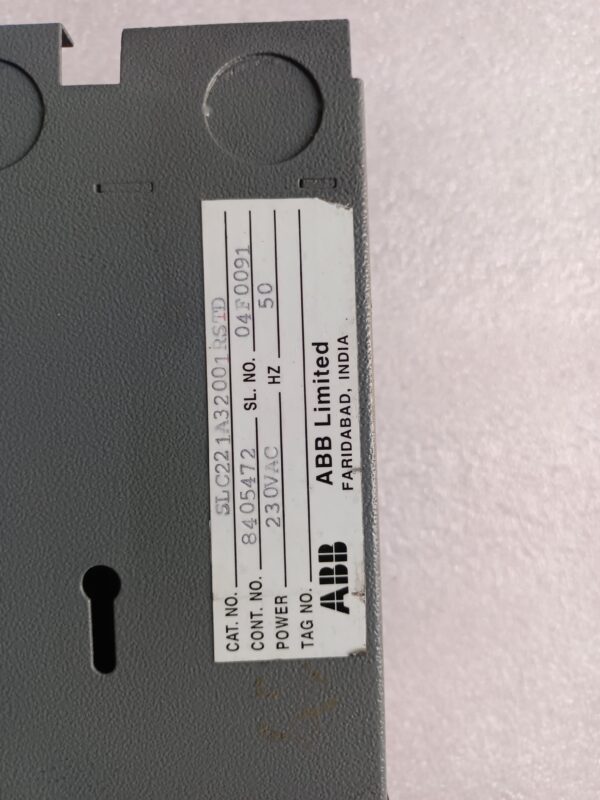 CAT. NO. SLC221A32001RSTD
CONT. NO. 8405472 SL. NO. 04F0091
POWER 230VAC HZ 50
TAG NO.
ABB ABB Limited
FARIDABAD, INDIA